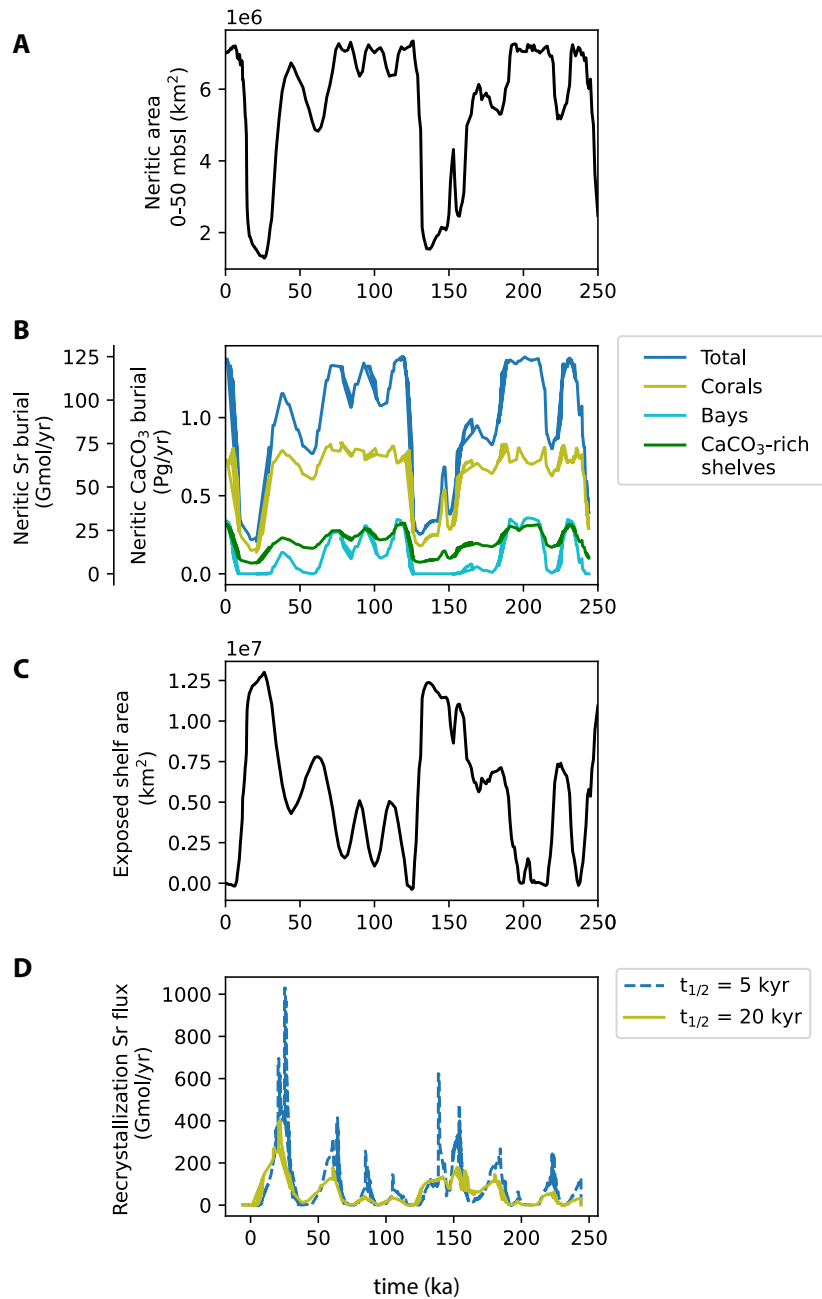 A
1e6
Neritic area
0-50 mbsl (km²)
6
4
2
0 50 100 150 200 250
B
Neritic Sr burial
(Gmol/yr)
125
100
75
50
25
0
Neritic CaCO₃ burial
(Pg/yr)
1.0
0.5
0.0
0 50 100 150 200 250
Total
Corals
Bays
CaCO₃-rich
shelves
C
1e7
Exposed shelf area
(km²)
1.25
1.00
0.75
0.50
0.25
0.00
0 50 100 150 200 250
D
Recrystallization Sr flux
(Gmol/yr)
1000
800
600
400
200
0
0 50 100 150 200 250
t₁/₂ = 5 kyr
t₁/₂ = 20 kyr
time (ka)